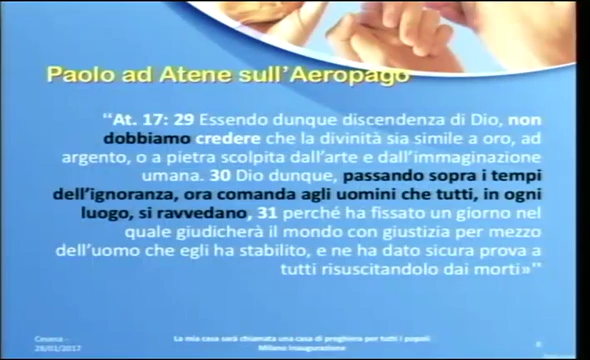 Paolo ad Atene sull'Aeropago
"At. 17: 29 Essendo dunque discendenza di Dio, non
dobbiamo credere che la divinità sia simile a oro, ad
argento, o a pietra scolpita dall'arte e dall'immaginazione
umana. 30 Dio dunque, passando sopra i tempi
dell'ignoranza, ora comanda agli uomini che tutti, in ogni
luogo, si ravvedano, 31 perché ha fissato un giorno nel
quale giudicherà il mondo con giustizia per mezzo
dell'uomo che egli ha stabilito, e ne ha dato sicura prova a
tutti risuscitandolo dai morti»"
Cesena -
28/01/2017
La mia casa sarà chiamata una casa di preghiera per tutti i popoli
Milano Inaugurazione